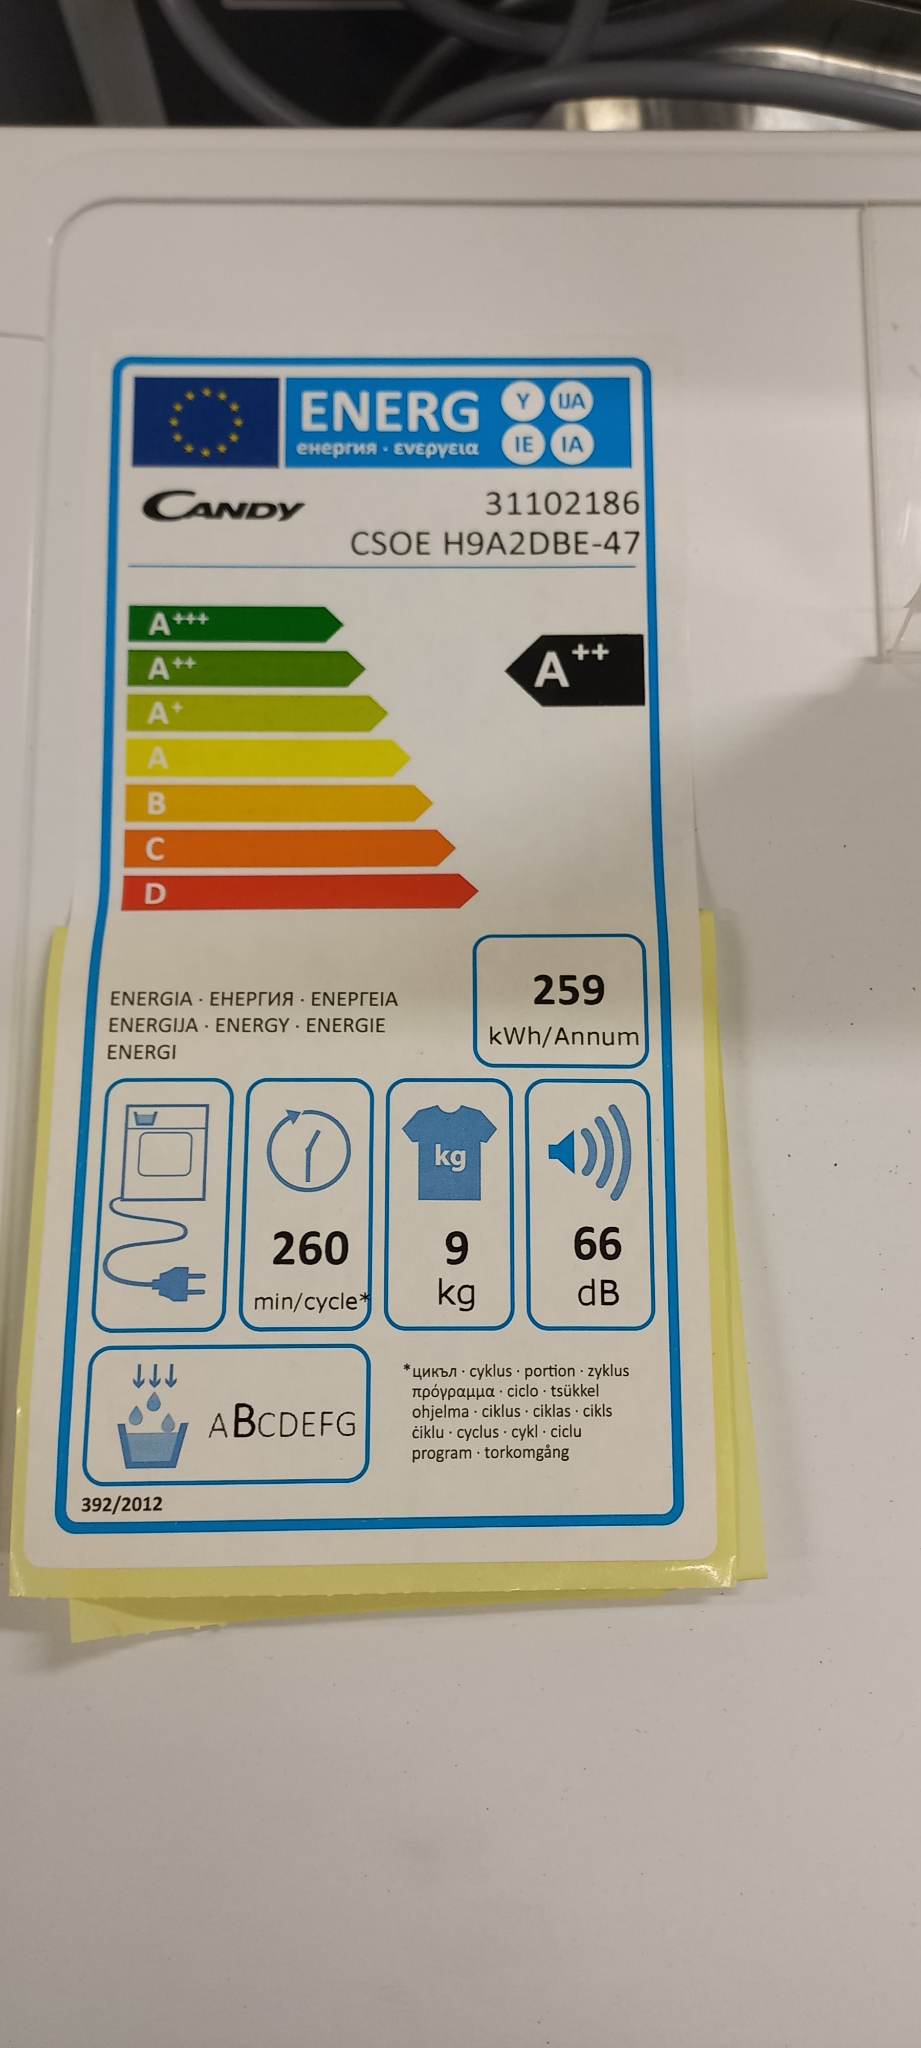 ENERG Y IJA
енергия · ενεργεια IE IA
CANDY 31102186
CSOE H9A2DBE-47
A+++
A++ A++
A+
A
B
C
D
259
kWh/Annum
ENERGIA · ЕНЕРГИЯ · ΕΝΕΡΓΕΙΑ
ENERGIJA · ENERGY · ENERGIE
ENERGI
260
min/cycle*
kg
9
kg
66
dB
ABCDEFG
*цикъл · cyklus · portion · zyklus
πρόγραμμα · ciclo · tsükkel
ohjelma · ciklus · ciklas · cikls
ċiklu · cyclus · cykl · ciclu
program · torkomgång
392/2012